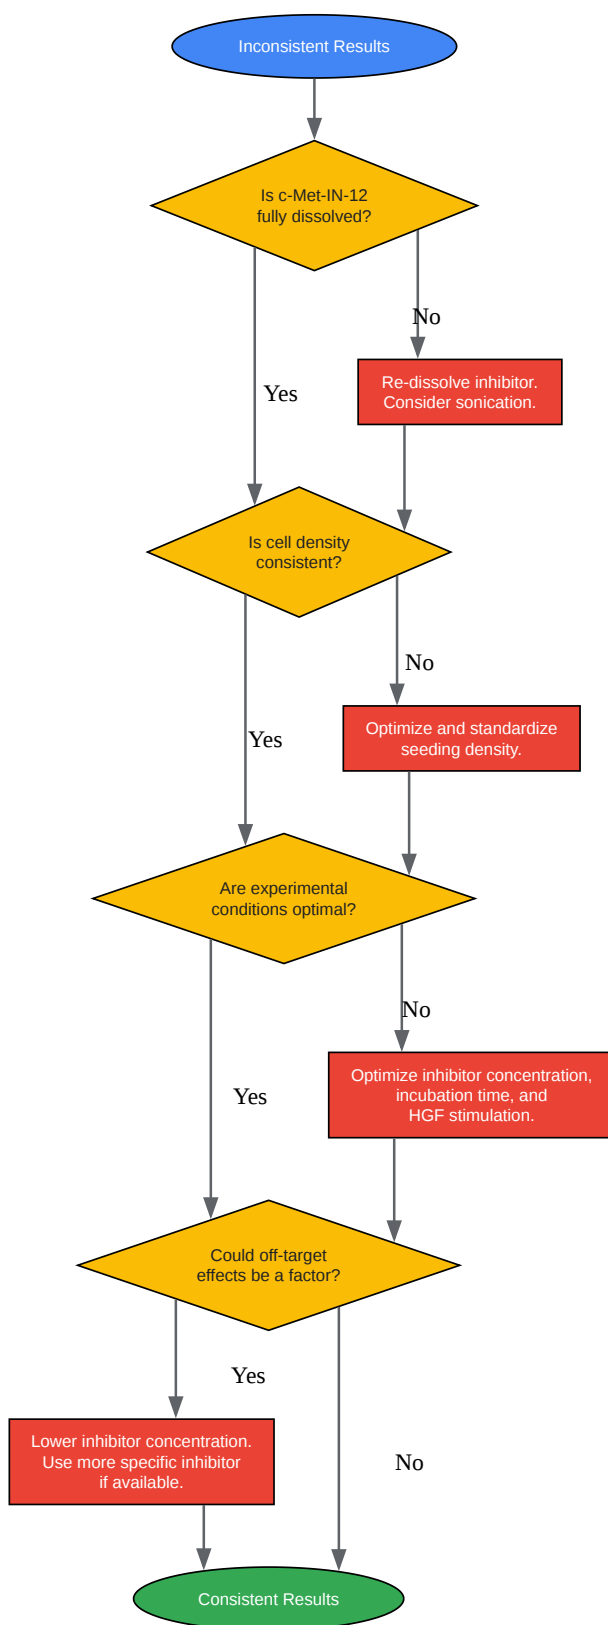 Inconsistent Results
Is c-Met-IN-12
fully dissolved?
No
Re-dissolve inhibitor.
Consider sonication.
Yes
Is cell density
consistent?
No
Optimize and standardize
seeding density.
Yes
Are experimental
conditions optimal?
No
Optimize inhibitor concentration,
incubation time, and
HGF stimulation.
Yes
Could off-target
effects be a factor?
Yes
Lower inhibitor concentration.
Use more specific inhibitor
if available.
No
Consistent Results